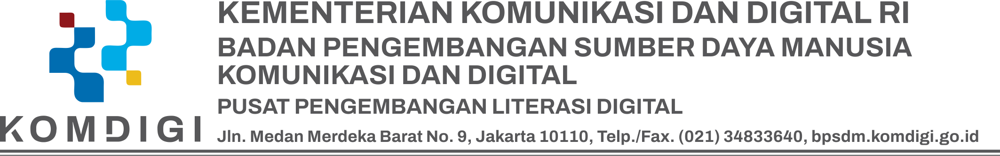 KEMENTERIAN KOMUNIKASI DAN DIGITAL RI
BADAN PENGEMBANGAN SUMBER DAYA MANUSIA
KOMUNIKASI DAN DIGITAL
PUSAT PENGEMBANGAN LITERASI DIGITAL
KOMDIGI
Jln. Medan Merdeka Barat No. 9, Jakarta 10110, Telp./Fax. (021) 34833640, bpsdm.komdigi.go.id